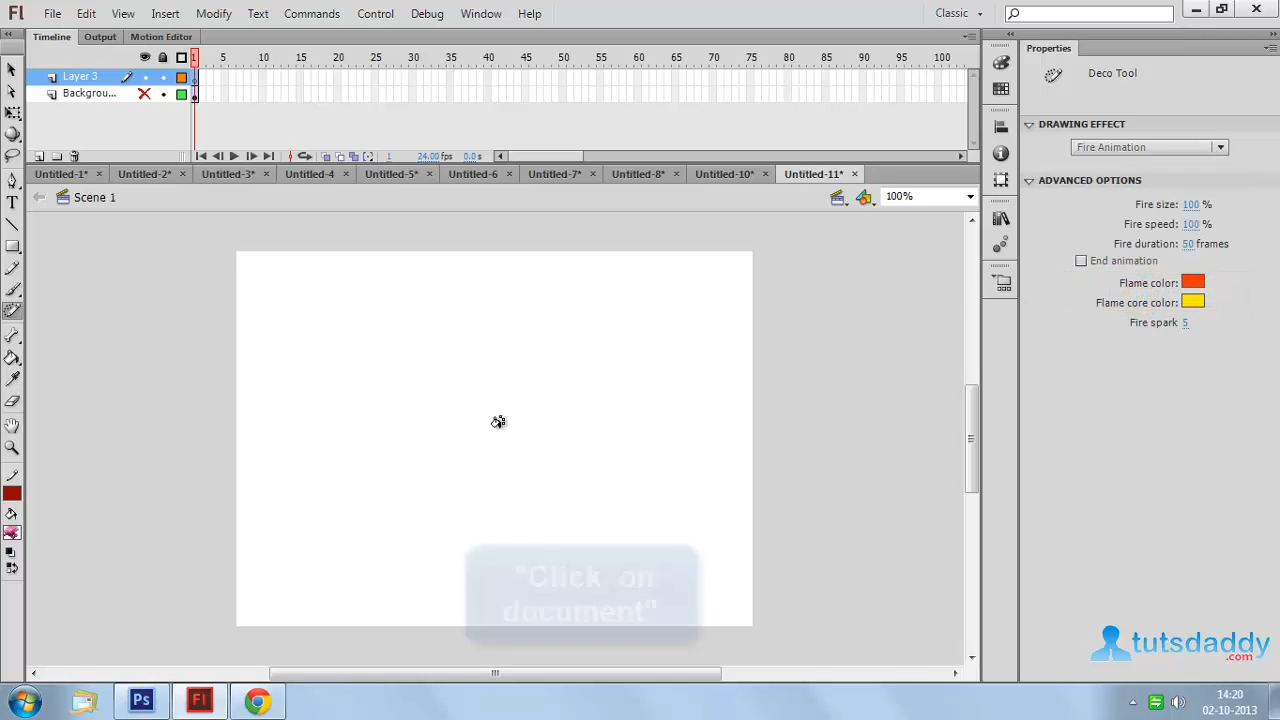 Fl File Edit View Insert Modify Text Commands Control Debug Window Help Classic
Timeline Output Motion Editor
1 5 10 15 20 25 30 35 40 45 50 55 60 65 70 75 80 85 90 95 100
Layer 3
Backgrou...
1 24.00fps 0.0s
Untitled-1* Untitled-2* Untitled-3* Untitled-4 Untitled-5* Untitled-6 Untitled-7* Untitled-8* Untitled-10* Untitled-11*
Scene 1 100%
Properties
Deco Tool
DRAWING EFFECT
Fire Animation
ADVANCED OPTIONS
Fire size: 100 %
Fire speed: 100 %
Fire duration: 50 frames
End animation
Flame color:
Flame core color:
Fire spark 5
"Click on
document"
tutsdaddy
.com
Ps Fl
14:20
02-10-2013